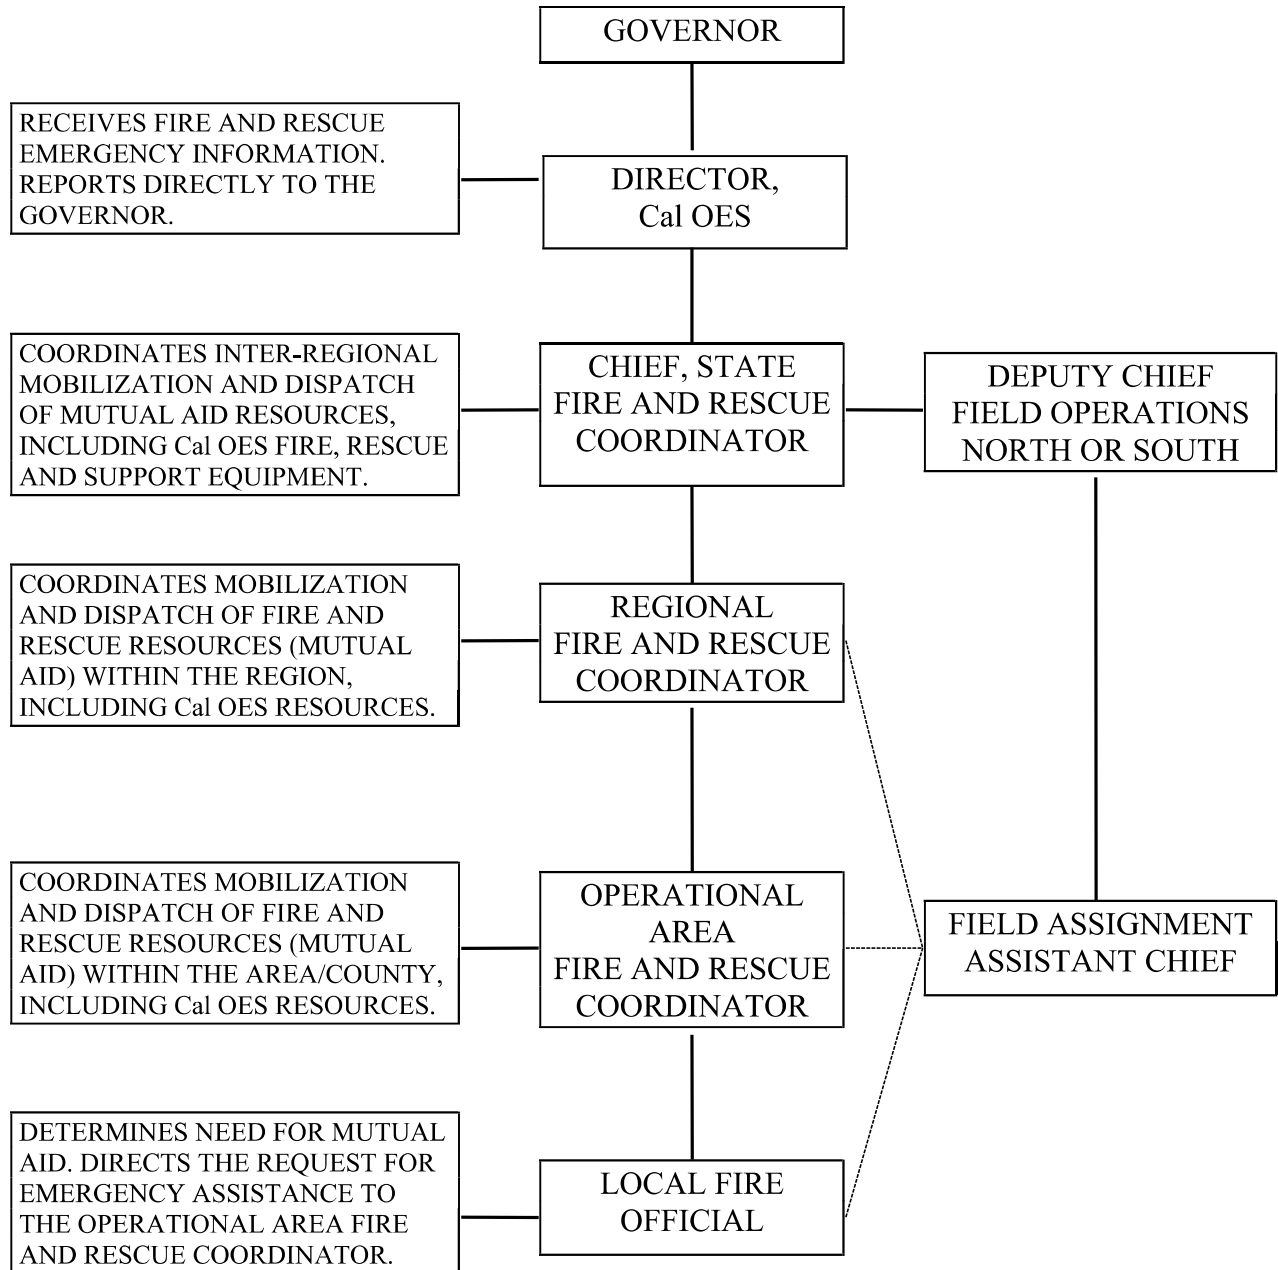 GOVERNOR
RECEIVES FIRE AND RESCUE
EMERGENCY INFORMATION.
REPORTS DIRECTLY TO THE
GOVERNOR.
DIRECTOR,
Cal OES
COORDINATES INTER-REGIONAL
MOBILIZATION AND DISPATCH
OF MUTUAL AID RESOURCES,
INCLUDING Cal OES FIRE, RESCUE
AND SUPPORT EQUIPMENT.
CHIEF, STATE
FIRE AND RESCUE
COORDINATOR
DEPUTY CHIEF
FIELD OPERATIONS
NORTH OR SOUTH
COORDINATES MOBILIZATION
AND DISPATCH OF FIRE AND
RESCUE RESOURCES (MUTUAL
AID) WITHIN THE REGION,
INCLUDING Cal OES RESOURCES.
REGIONAL
FIRE AND RESCUE
COORDINATOR
COORDINATES MOBILIZATION
AND DISPATCH OF FIRE AND
RESCUE RESOURCES (MUTUAL
AID) WITHIN THE AREA/COUNTY,
INCLUDING Cal OES RESOURCES.
OPERATIONAL
AREA
FIRE AND RESCUE
COORDINATOR
FIELD ASSIGNMENT
ASSISTANT CHIEF
DETERMINES NEED FOR MUTUAL
AID. DIRECTS THE REQUEST FOR
EMERGENCY ASSISTANCE TO
THE OPERATIONAL AREA FIRE
AND RESCUE COORDINATOR.
LOCAL FIRE
OFFICIAL